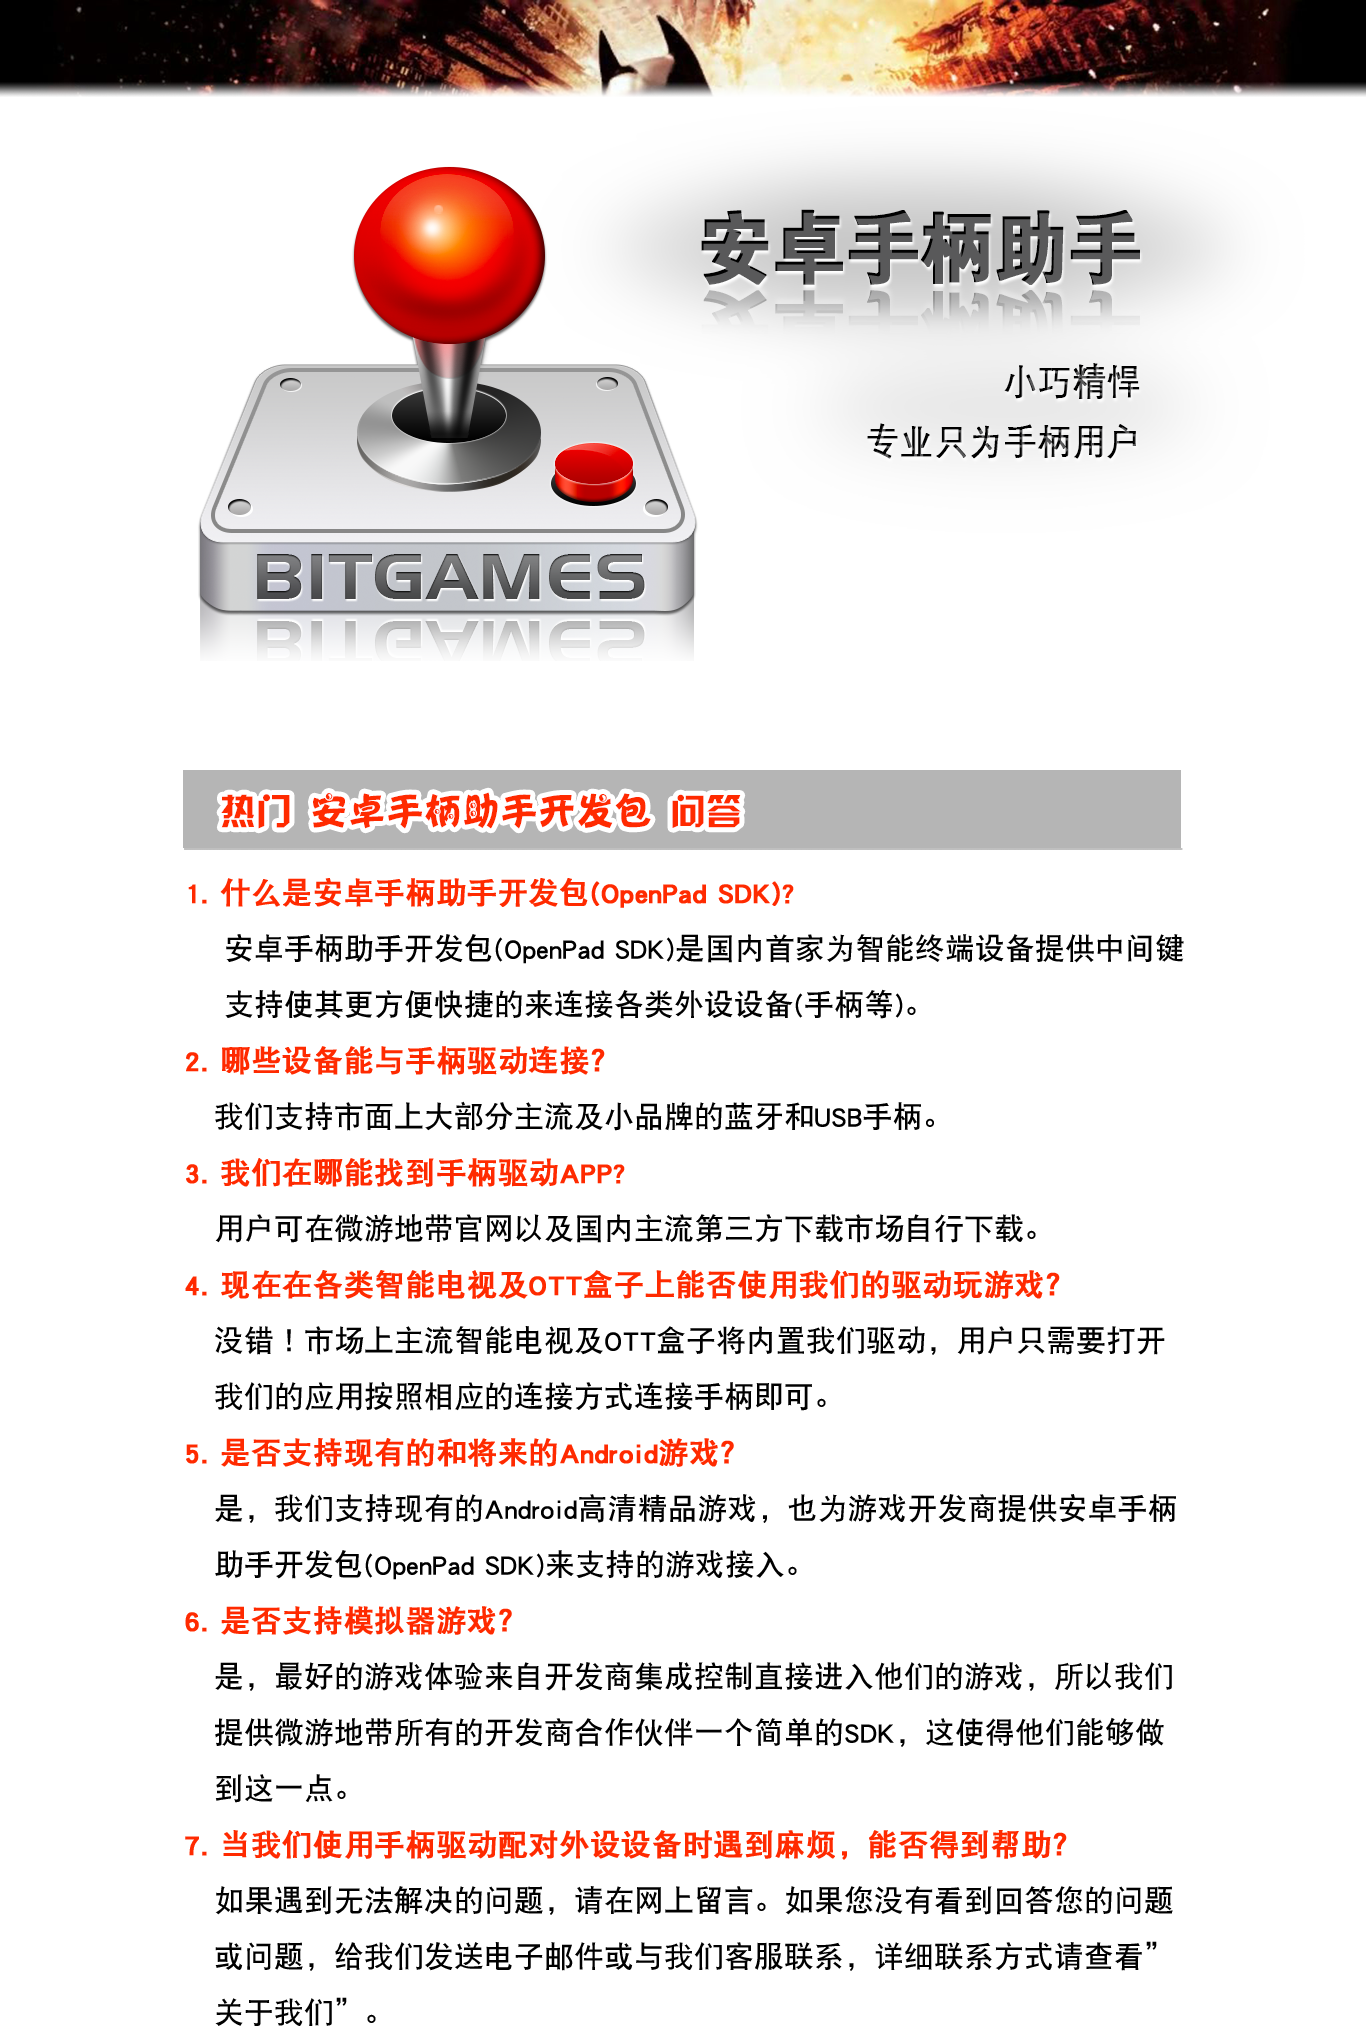 安卓手柄助手
小巧精悍
专业只为手柄用户
BITGAMES
热门 安卓手柄助手开发包 问答
1. 什么是安卓手柄助手开发包(OpenPad SDK)?
安卓手柄助手开发包(OpenPad SDK)是国内首家为智能终端设备提供中间键
支持使其更方便快捷的来连接各类外设设备(手柄等)。
2. 哪些设备能与手柄驱动连接?
我们支持市面上大部分主流及小品牌的蓝牙和USB手柄。
3. 我们在哪能找到手柄驱动APP?
用户可在微游地带官网以及国内主流第三方下载市场自行下载。
4. 现在在各类智能电视及OTT盒子上能否使用我们的驱动玩游戏?
没错！市场上主流智能电视及OTT盒子将内置我们驱动，用户只需要打开
我们的应用按照相应的连接方式连接手柄即可。
5. 是否支持现有的和将来的Android游戏?
是，我们支持现有的Android高清精品游戏，也为游戏开发商提供安卓手柄
助手开发包(OpenPad SDK)来支持的游戏接入。
6. 是否支持模拟器游戏?
是，最好的游戏体验来自开发商集成控制直接进入他们的游戏，所以我们
提供微游地带所有的开发商合作伙伴一个简单的SDK，这使得他们能够做
到这一点。
7. 当我们使用手柄驱动配对外设设备时遇到麻烦，能否得到帮助?
如果遇到无法解决的问题，请在网上留言。如果您没有看到回答您的问题
或问题，给我们发送电子邮件或与我们客服联系，详细联系方式请查看”
关于我们”。